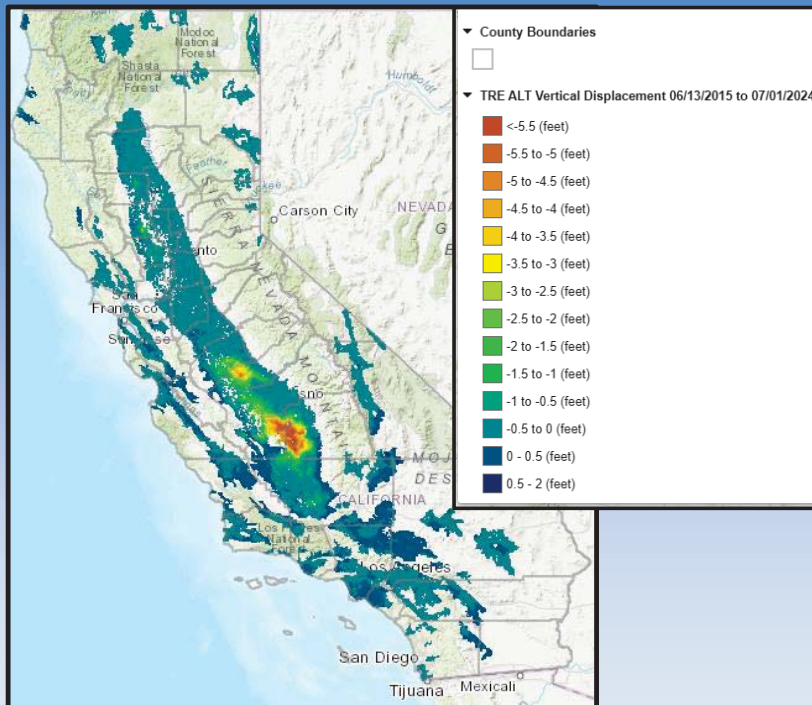 Modoc
National
Forest
Shasta
National
Forest
Humboldt
Feather
Carson City
NEVADA
SIERRA NEVADA
San
Francisco
MOJ
DES
CALIFORNIA
Los Padres
National
Forest
Los Angeles
San Diego
Tijuana
Mexicali
County Boundaries
TRE ALT Vertical Displacement 06/13/2015 to 07/01/2024
<-5.5 (feet)
-5.5 to -5 (feet)
-5 to -4.5 (feet)
-4.5 to -4 (feet)
-4 to -3.5 (feet)
-3.5 to -3 (feet)
-3 to -2.5 (feet)
-2.5 to -2 (feet)
-2 to -1.5 (feet)
-1.5 to -1 (feet)
-1 to -0.5 (feet)
-0.5 to 0 (feet)
0 - 0.5 (feet)
0.5 - 2 (feet)